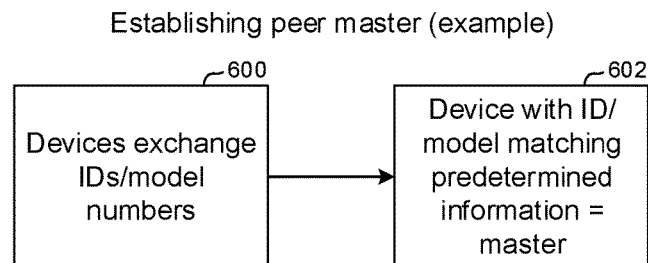 Establishing peer master (example)
600
Devices exchange
IDs/model
numbers
602
Device with ID/
model matching
predetermined
information =
master